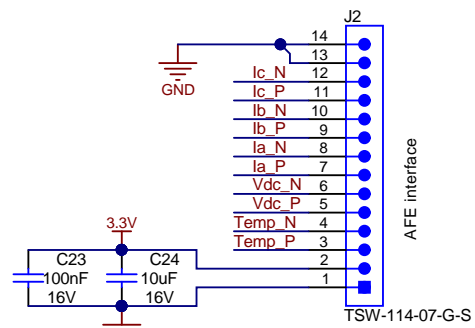 J2
14
13
GND
Ic_N 12
Ic_P 11
Ib_N 10
Ib_P 9
Ia_N 8
Ia_P 7
Vdc_N 6
Vdc_P 5
Temp_N 4
Temp_P 3
2
1
AFE interface
3.3V
C23 C24
100nF 10uF
16V 16V
TSW-114-07-G-S